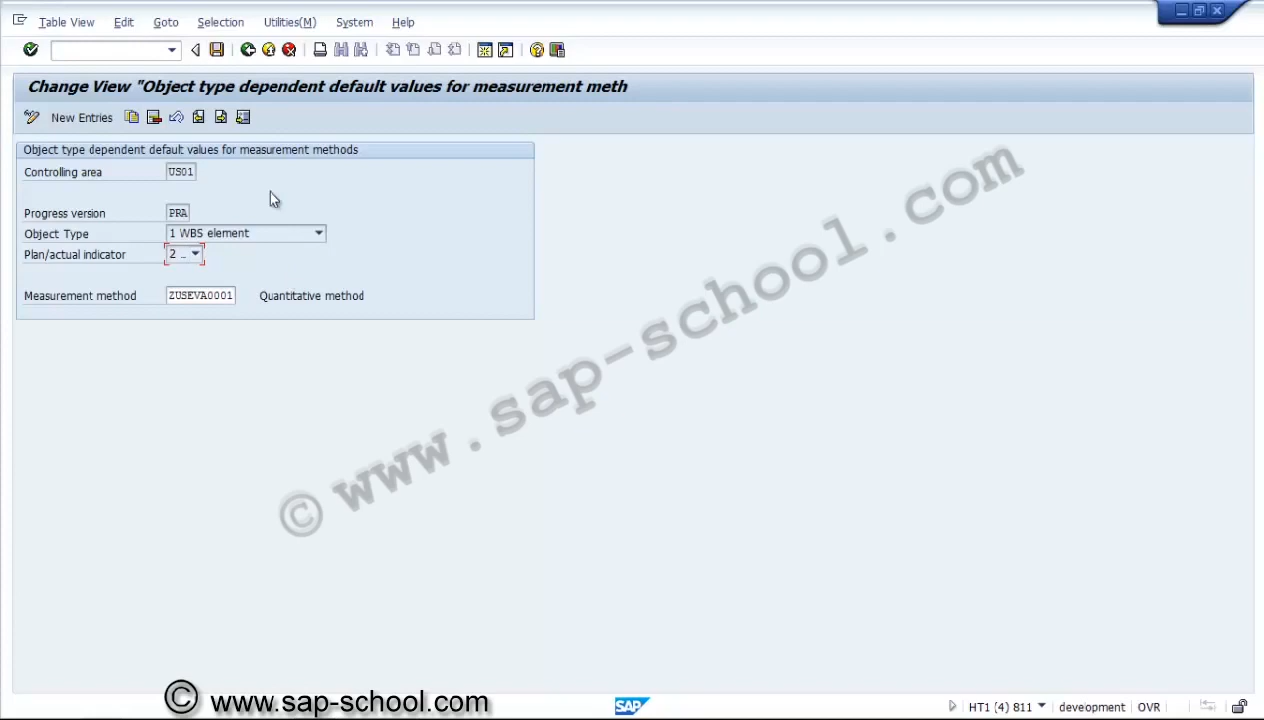 Table View Edit Goto Selection Utilities(M) System Help
Change View "Object type dependent default values for measurement meth
New Entries
Object type dependent default values for measurement methods
Controlling area US01
Progress version PRA
Object Type 1 WBS element
Plan/actual indicator 2 ..
Measurement method ZUSEVA0001 Quantitative method
© www.sap-school.com
© www.sap-school.com
SAP HT1 (4) 811 development OVR